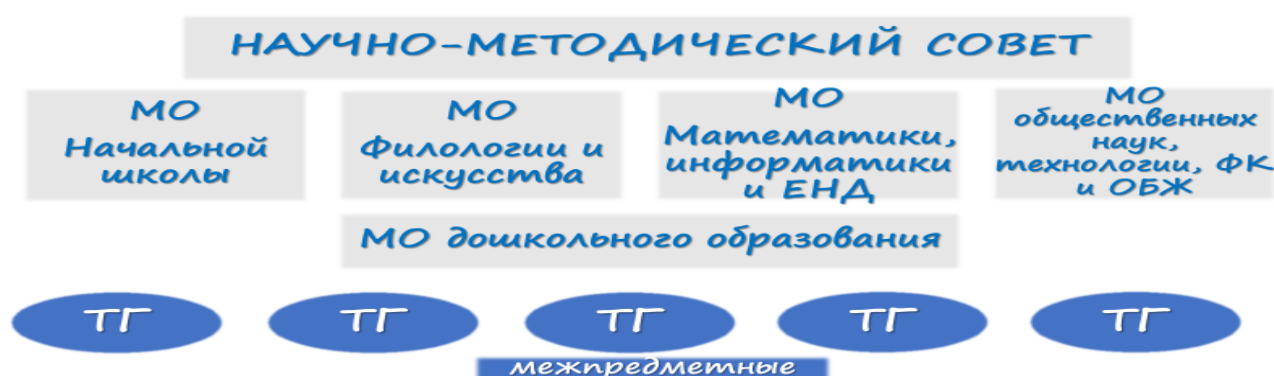 НАУЧНО-МЕТОДИЧЕСКИЙ СОВЕТ
МО
Начальной
школы
МО
Филологии и
искусства
МО
Математики,
информатики
и ЕНД
МО
общественных
наук,
технологии, ФК
и ОБЖ
МО дошкольного образования
ТГ
ТГ
ТГ
ТГ
ТГ
межпредметные